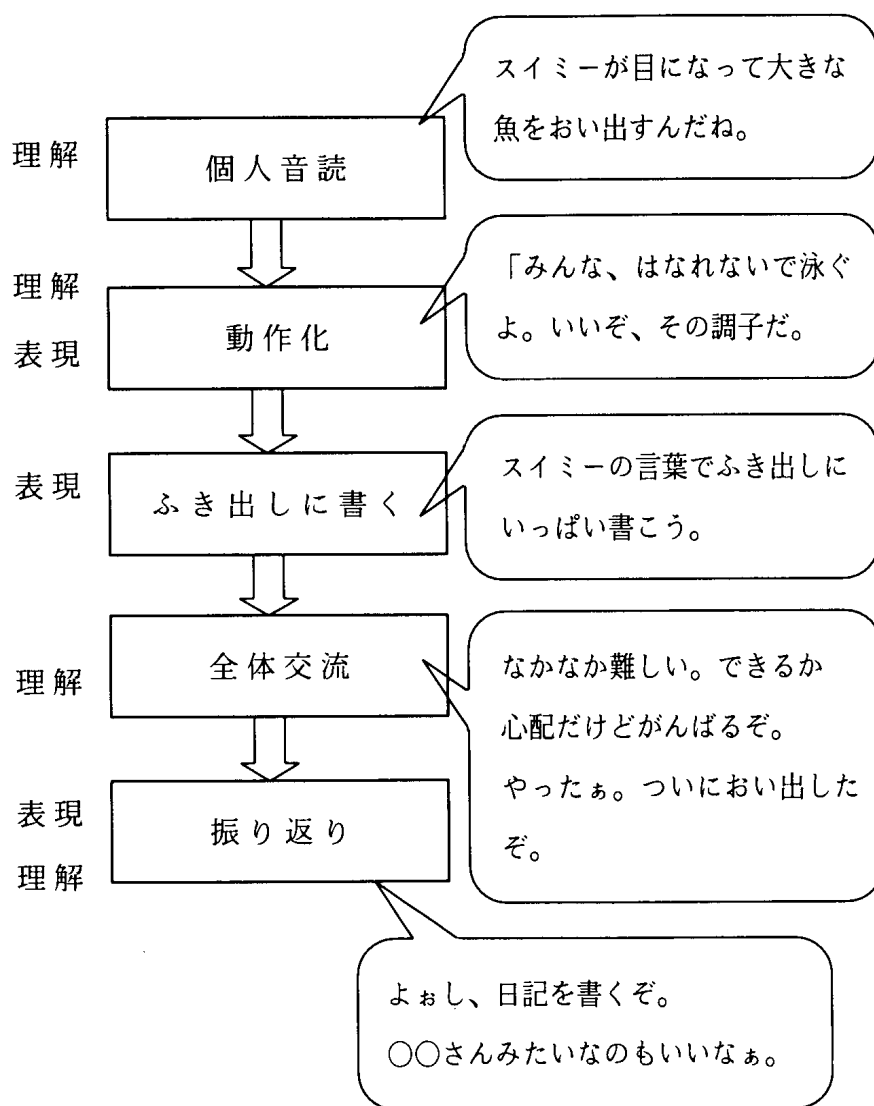 スイミーが目になって大きな
魚をおい出すんだね。
理解
個人音読
理解
表現
動作化
「みんな、はなれないで泳ぐ
よ。いいぞ、その調子だ。
表現
ふき出しに書く
スイミーの言葉でふき出しに
いっぱい書こう。
理解
全体交流
なかなか難しい。できるか
心配だけどがんばるぞ。
やったぁ。ついにおい出した
ぞ。
表現
理解
振り返り
よぉし、日記を書くぞ。
○○さんみたいなのもいいなぁ。